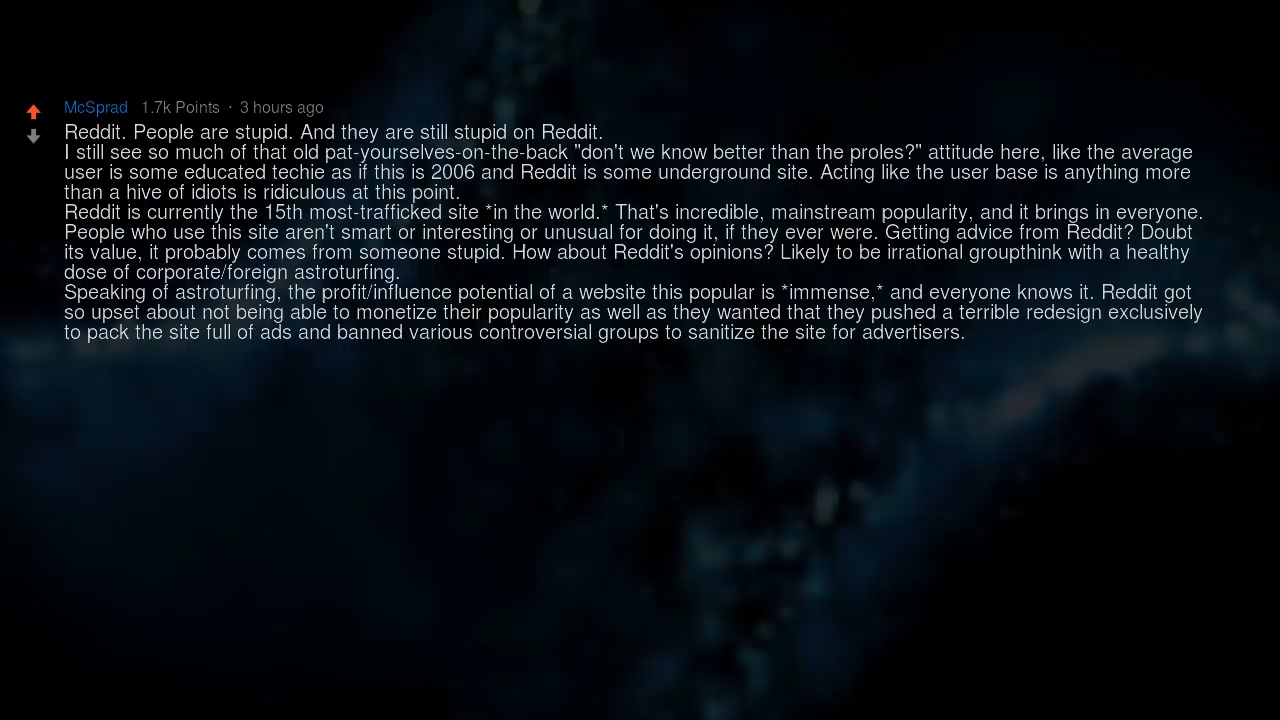 McSprad 1.7k Points · 3 hours ago
Reddit. People are stupid. And they are still stupid on Reddit.
I still see so much of that old pat-yourselves-on-the-back "don't we know better than the proles?" attitude here, like the average
user is some educated techie as if this is 2006 and Reddit is some underground site. Acting like the user base is anything more
than a hive of idiots is ridiculous at this point.
Reddit is currently the 15th most-trafficked site *in the world.* That's incredible, mainstream popularity, and it brings in everyone.
People who use this site aren't smart or interesting or unusual for doing it, if they ever were. Getting advice from Reddit? Doubt
its value, it probably comes from someone stupid. How about Reddit's opinions? Likely to be irrational groupthink with a healthy
dose of corporate/foreign astroturfing.
Speaking of astroturfing, the profit/influence potential of a website this popular is *immense,* and everyone knows it. Reddit got
so upset about not being able to monetize their popularity as well as they wanted that they pushed a terrible redesign exclusively
to pack the site full of ads and banned various controversial groups to sanitize the site for advertisers.